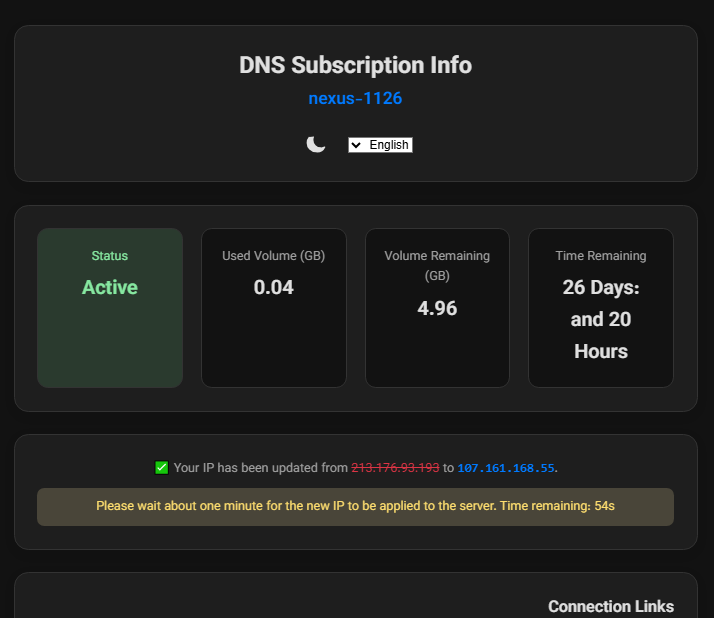 DNS Subscription Info
nexus-1126
English
Status
Active
Used Volume (GB)
0.04
Volume Remaining
(GB)
4.96
Time Remaining
26 Days:
and 20
Hours
✅ Your IP has been updated from 213.176.93.193 to 107.161.168.55.
Please wait about one minute for the new IP to be applied to the server. Time remaining: 54s
Connection Links